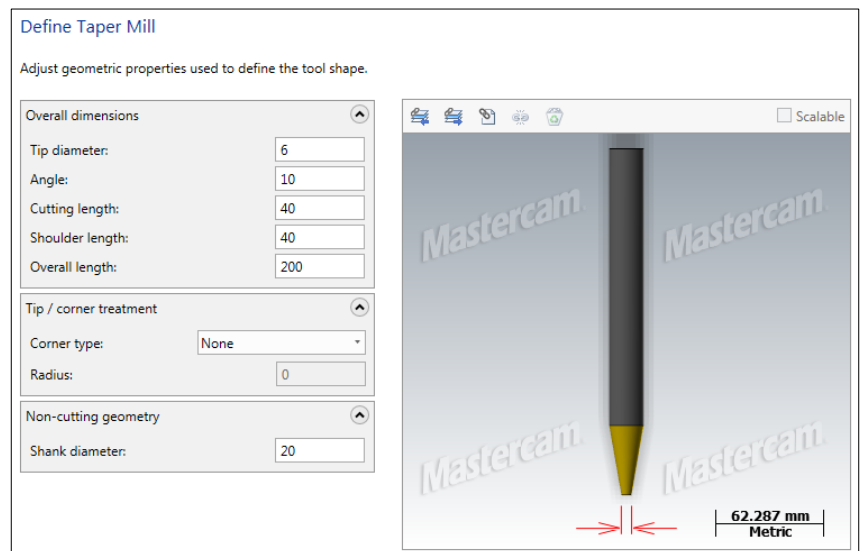 Define Taper Mill
Adjust geometric properties used to define the tool shape.
Overall dimensions
Tip diameter: 6
Angle: 10
Cutting length: 40
Shoulder length: 40
Overall length: 200
Tip / corner treatment
Corner type: None
Radius: 0
Non-cutting geometry
Shank diameter: 20
Scalable
Mastercam.
Mastercam.
Mastercam.
Mastercam.
62.287 mm
Metric